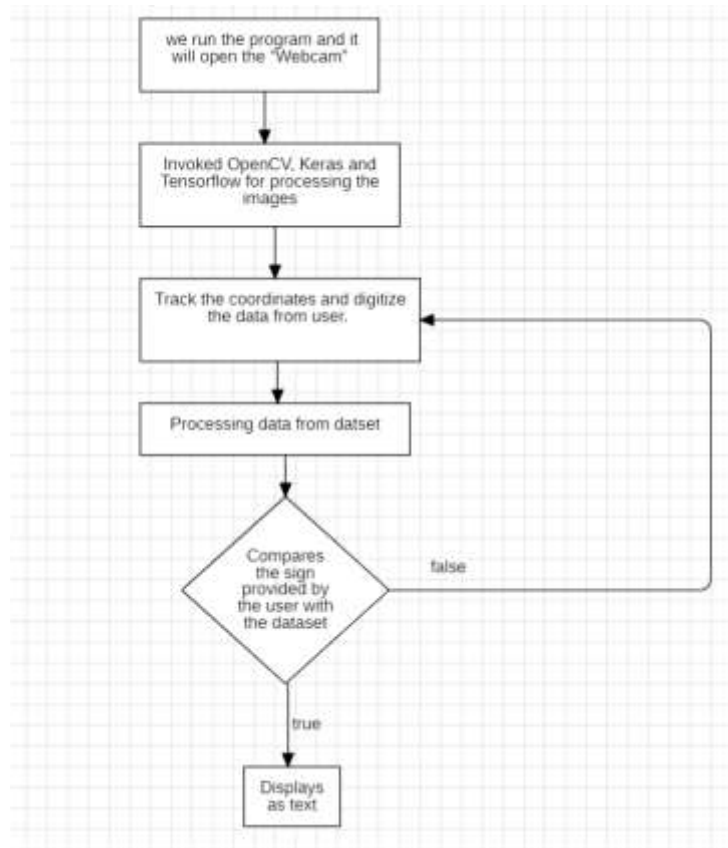 we run the program and it
will open the "Webcam"
Invoked OpenCV, Keras and
Tensorflow for processing the
images
Track the coordinates and digitize
the data from user.
Processing data from datset
Compares
the sign
provided by
the user with
the dataset
false
true
Displays
as text